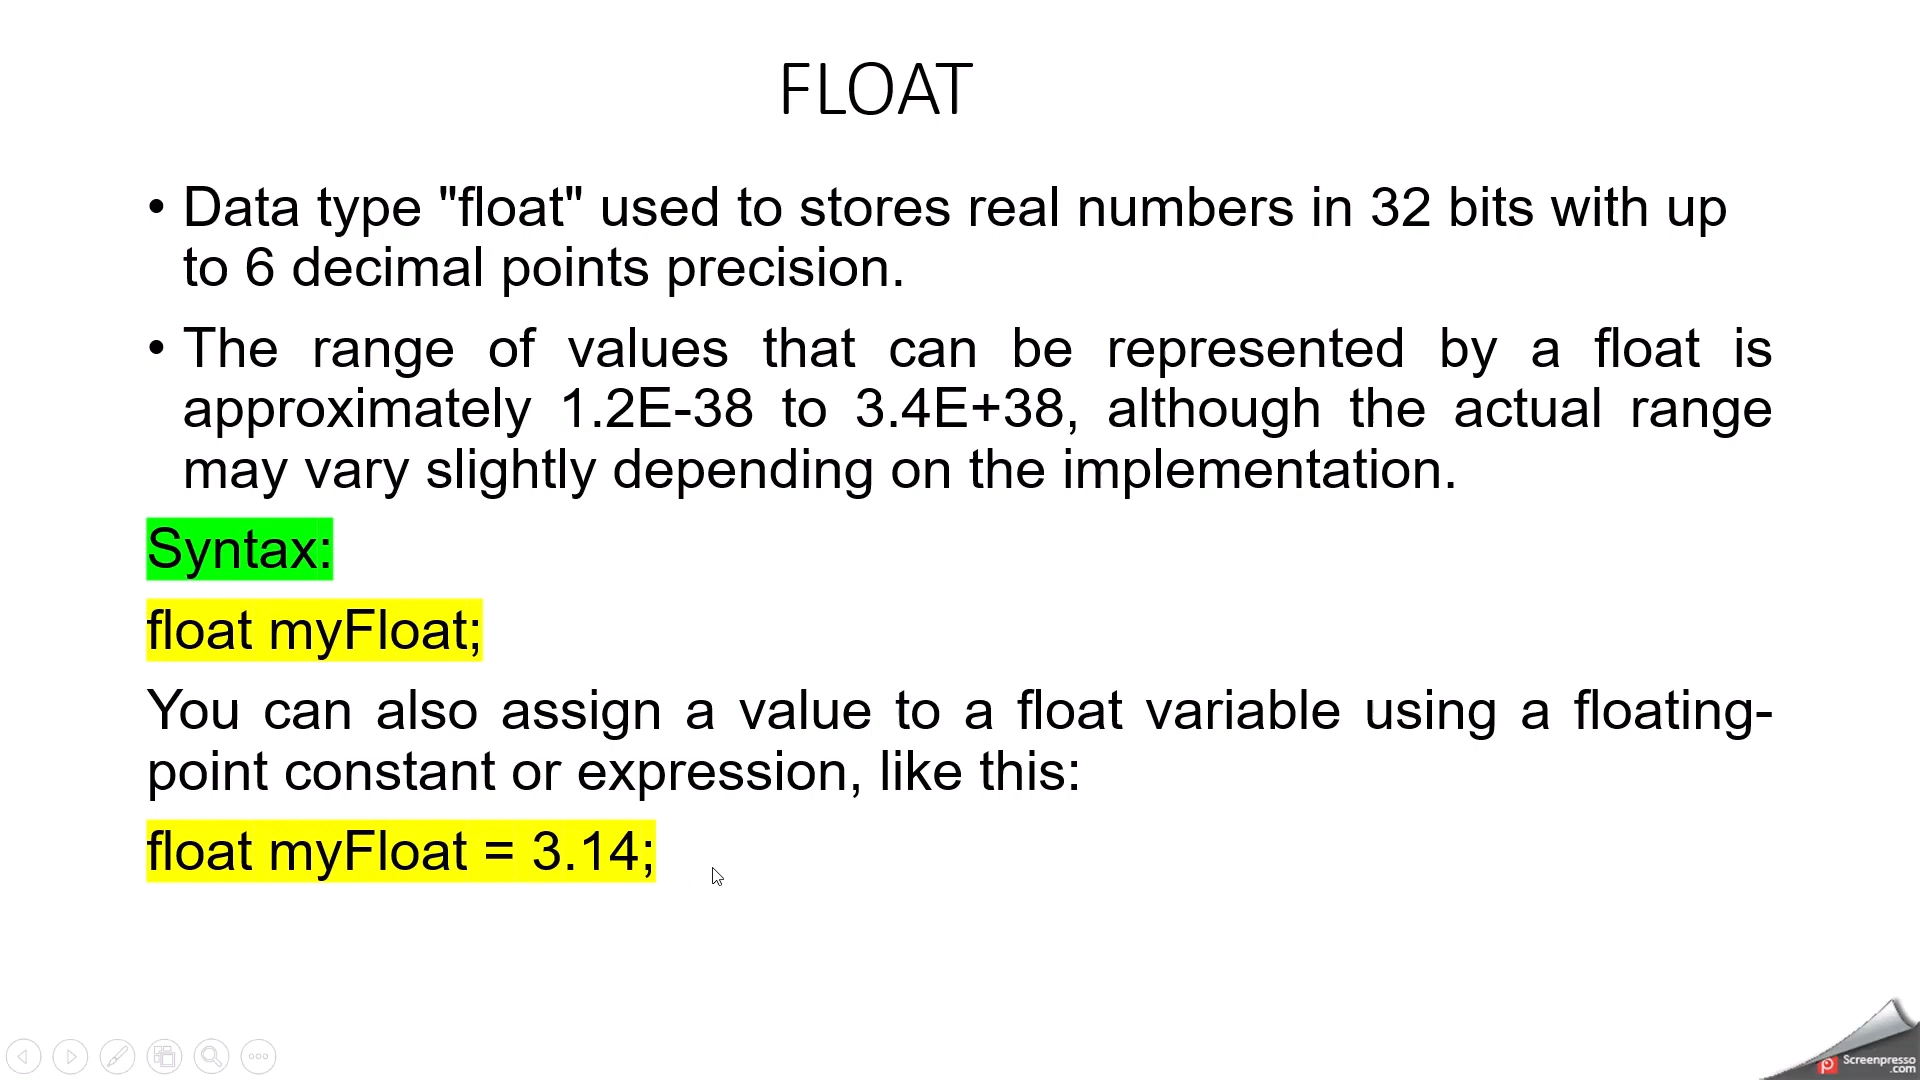 FLOAT
• Data type "float" used to stores real numbers in 32 bits with up
to 6 decimal points precision.
• The range of values that can be represented by a float is
approximately 1.2E-38 to 3.4E+38, although the actual range
may vary slightly depending on the implementation.
Syntax:
float myFloat;
You can also assign a value to a float variable using a floating-
point constant or expression, like this:
float myFloat = 3.14;
Screenpresso
.com